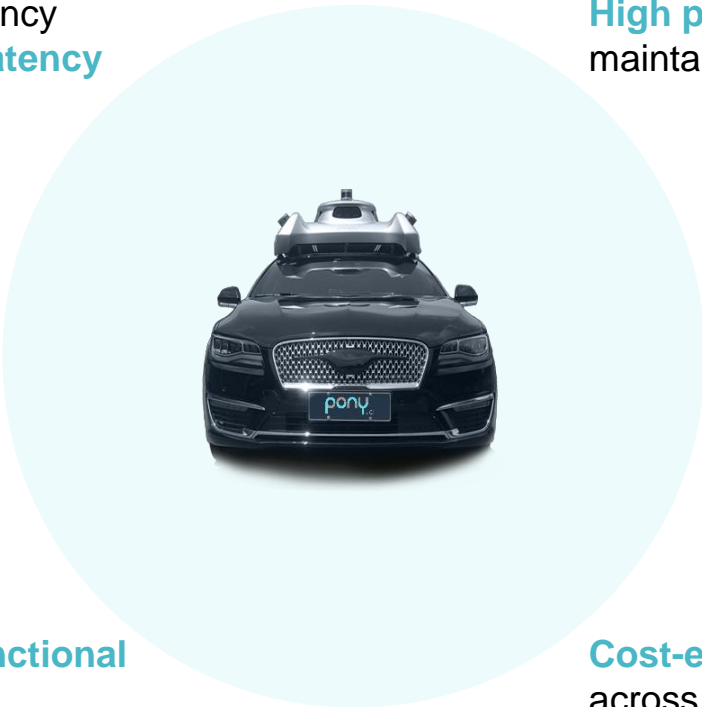 ncy
High p
atency
mainta
pony.
nctional
Cost-e
across